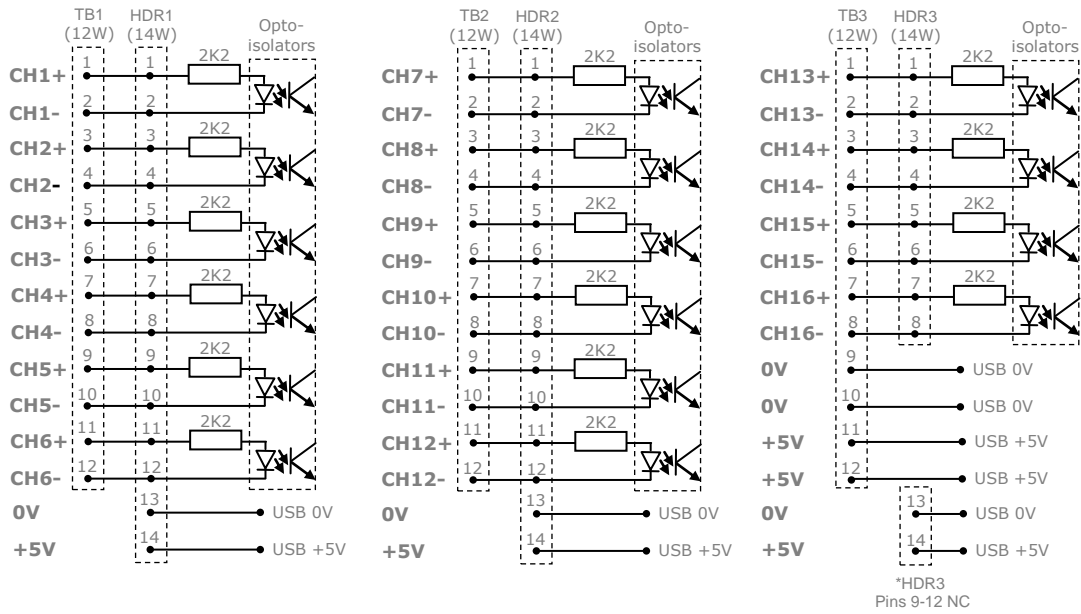 TB1 HDR1
(12W) (14W)
Opto-
isolators
1 1 2K2
CH1+
2 2
CH1-
3 3 2K2
CH2+
4 4
CH2-
5 5 2K2
CH3+
6 6
CH3-
7 7 2K2
CH4+
8 8
CH4-
9 9 2K2
CH5+
10 10
CH5-
11 11 2K2
CH6+
12 12
CH6-
13
0V USB 0V
14
+5V USB +5V
TB2 HDR2
(12W) (14W)
Opto-
isolators
1 1 2K2
CH7+
2 2
CH7-
3 3 2K2
CH8+
4 4
CH8-
5 5 2K2
CH9+
6 6
CH9-
7 7 2K2
CH10+
8 8
CH10-
9 9 2K2
CH11+
10 10
CH11-
11 11 2K2
CH12+
12 12
CH12-
13
0V USB 0V
14
+5V USB +5V
TB3 HDR3
(12W) (14W)
Opto-
isolators
1 1 2K2
CH13+
2 2
CH13-
3 3 2K2
CH14+
4 4
CH14-
5 5 2K2
CH15+
6 6
CH15-
7 7 2K2
CH16+
8 8
CH16-
9
0V USB 0V
10
0V USB 0V
11
+5V USB +5V
12
+5V USB +5V
13
0V USB 0V
14
+5V USB +5V
*HDR3
Pins 9-12 NC